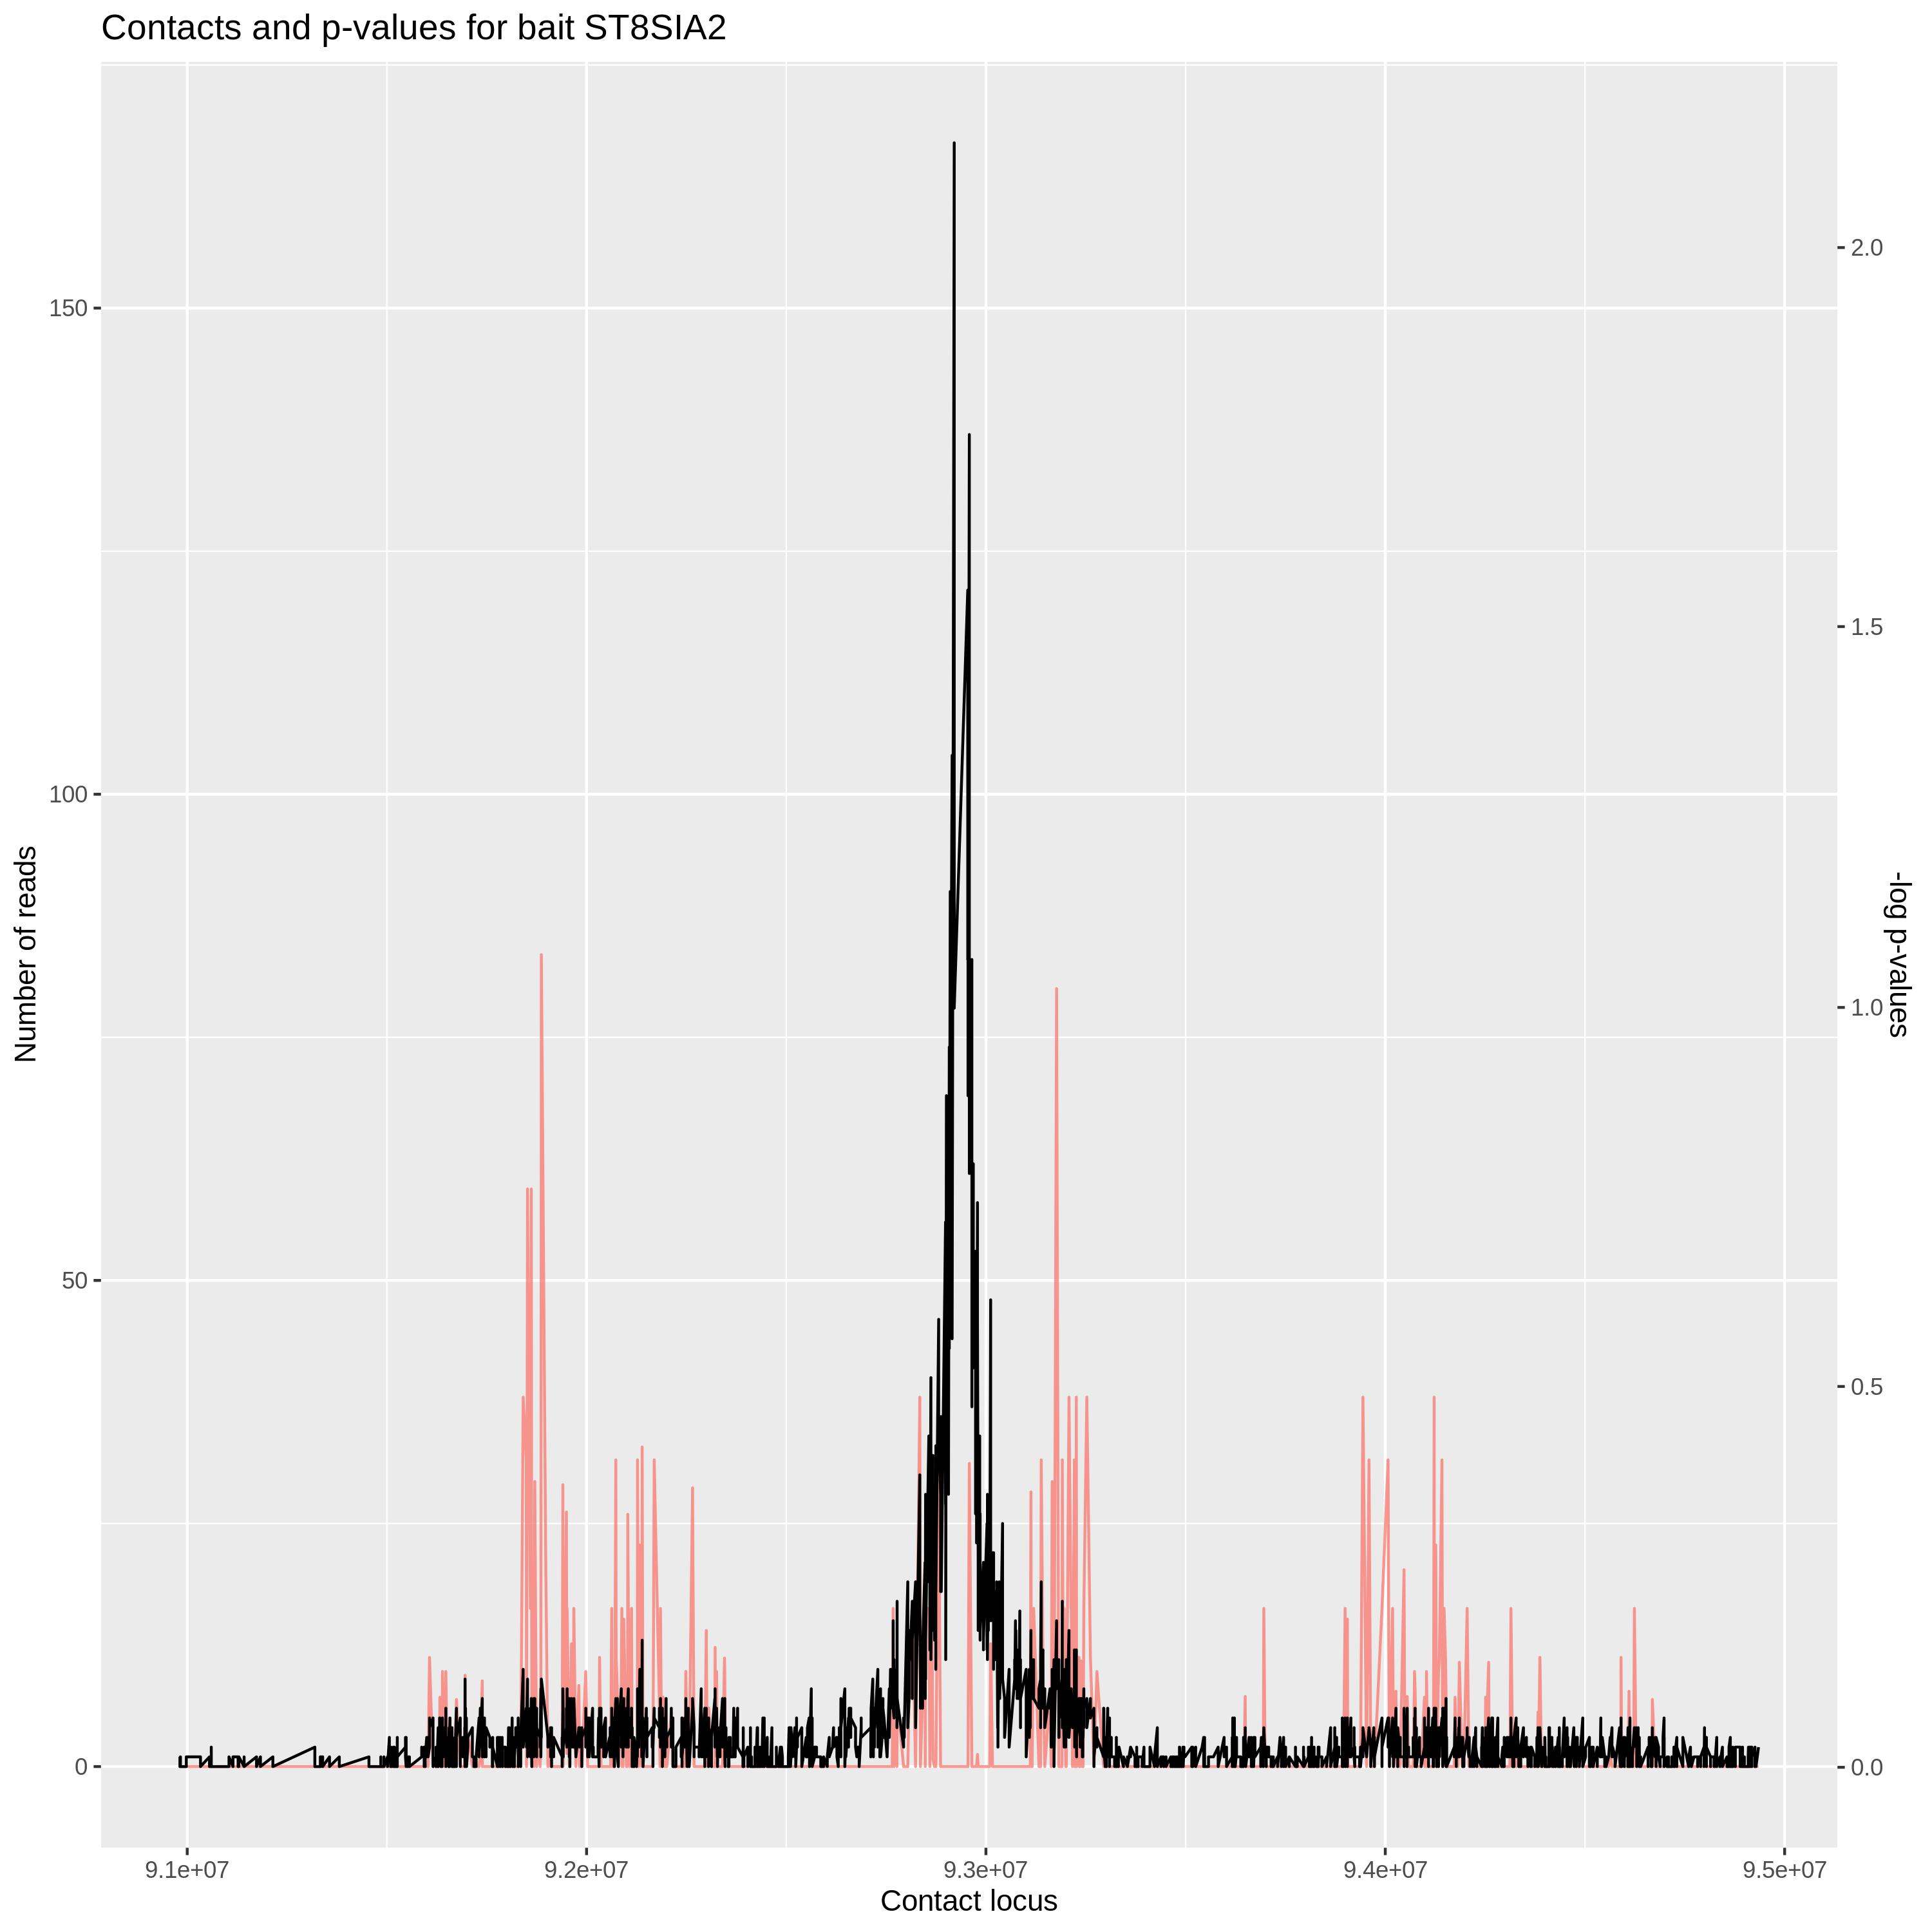 Contacts and p-values for bait ST8SIA2
Number of reads
150
100
50
0
2.0
1.5
1.0
0.5
0.0
-log p-values
9.1e+07 9.2e+07 9.3e+07 9.4e+07 9.5e+07
Contact locus